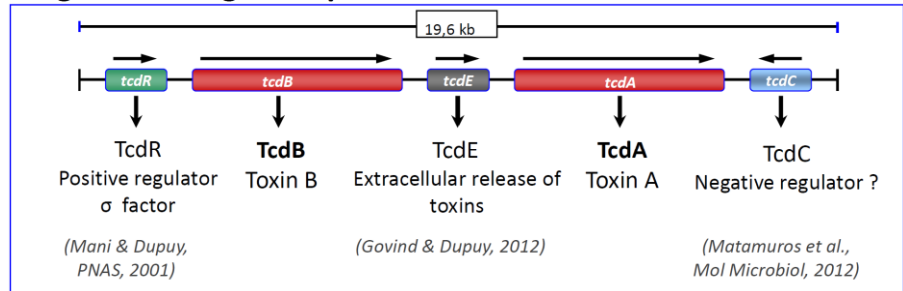 19,6 kb
tcdR tcdB tcdE tcdA tcdC
TcdR TcdB TcdE TcdA TcdC
Positive regulator Toxin B Extracellular release of Toxin A Negative regulator ?
σ factor toxins
(Mani & Dupuy, (Govind & Dupuy, 2012) (Matamuros et al.,
PNAS, 2001) Mol Microbiol, 2012)